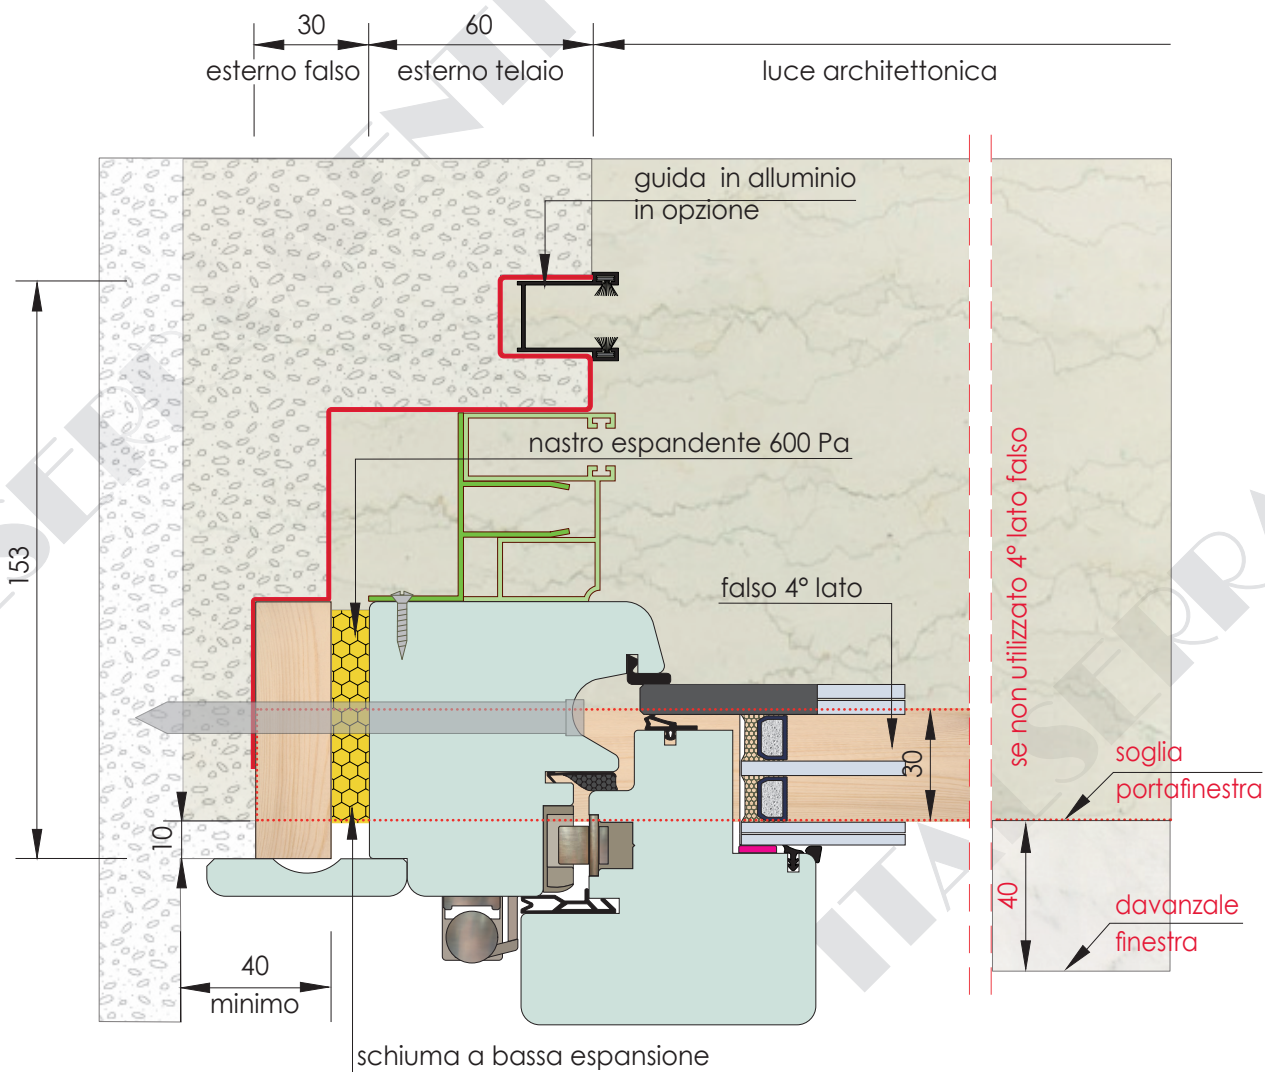 30
60
esterno falso
esterno telaio
luce architettonica
guida in alluminio
in opzione
nastro espandente 600 Pa
153
falso 4° lato
se non utilizzato 4° lato falso
30
soglia
portafinestra
10
40
davanzale
finestra
40
minimo
schiuma a bassa espansione